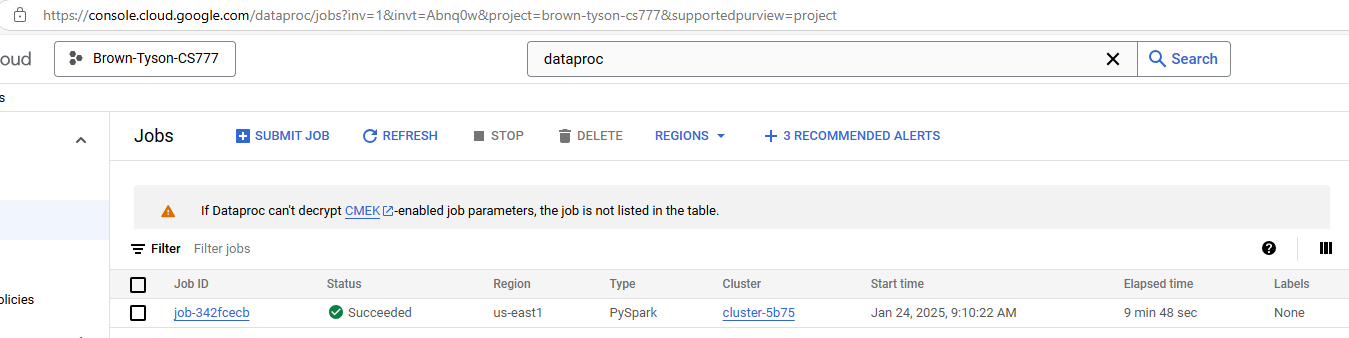 https://console.cloud.google.com/dataproc/jobs?inv=1&invt=Abnq0w&project=brown-tyson-cs777&supportedpurview=project
oud Brown-Tyson-CS777 dataproc Search
s
Jobs SUBMIT JOB REFRESH STOP DELETE REGIONS 3 RECOMMENDED ALERTS
If Dataproc can't decrypt CMEK-enabled job parameters, the job is not listed in the table.
Filter Filter jobs
Job ID Status Region Type Cluster Start time Elapsed time Labels
olicies
job-342fcecb Succeeded us-east1 PySpark cluster-5b75 Jan 24, 2025, 9:10:22 AM 9 min 48 sec None